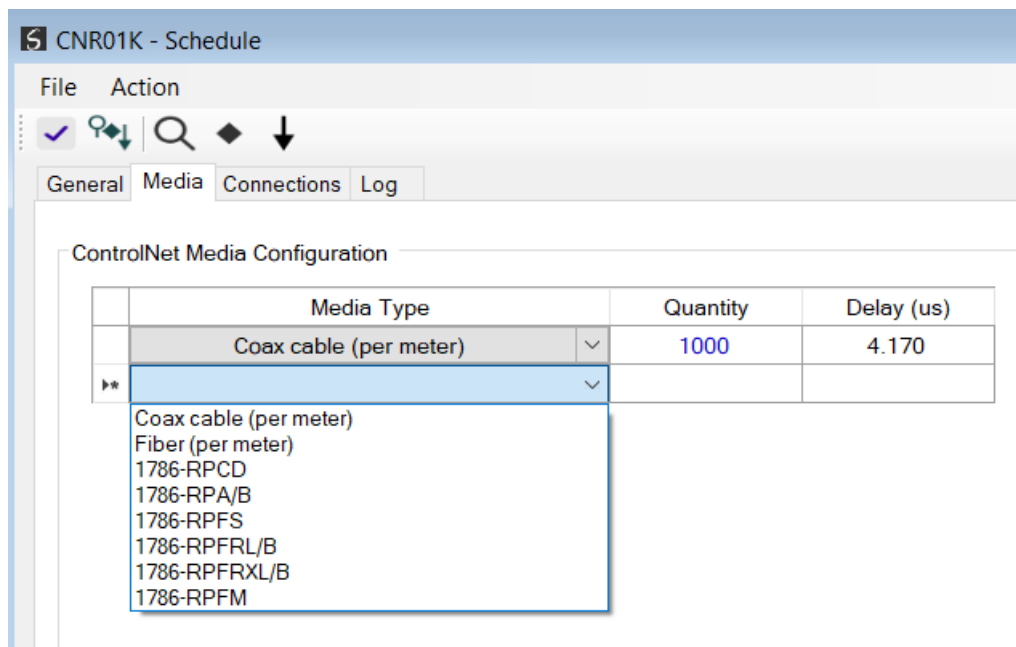 CNR01K - Schedule
File Action
General Media Connections Log
ControlNet Media Configuration
Media Type Quantity Delay (us)
Coax cable (per meter) 1000 4.170
Coax cable (per meter)
Fiber (per meter)
1786-RPCD
1786-RPA/B
1786-RPFS
1786-RPFRL/B
1786-RPFRXL/B
1786-RPFM